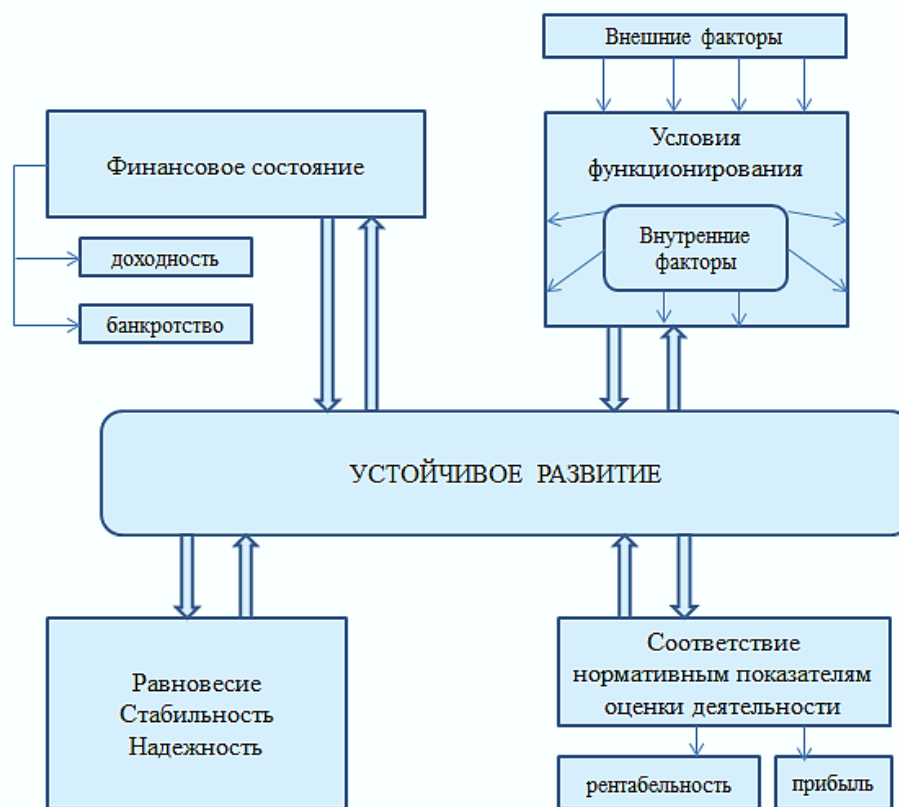 Внешние факторы
Финансовое состояние
доходность
банкротство
Условия
функционирования
Внутренние
факторы
УСТОЙЧИВОЕ РАЗВИТИЕ
Равновесие
Стабильность
Надежность
Соответствие
нормативным показателям
оценки деятельности
рентабельность
прибыль